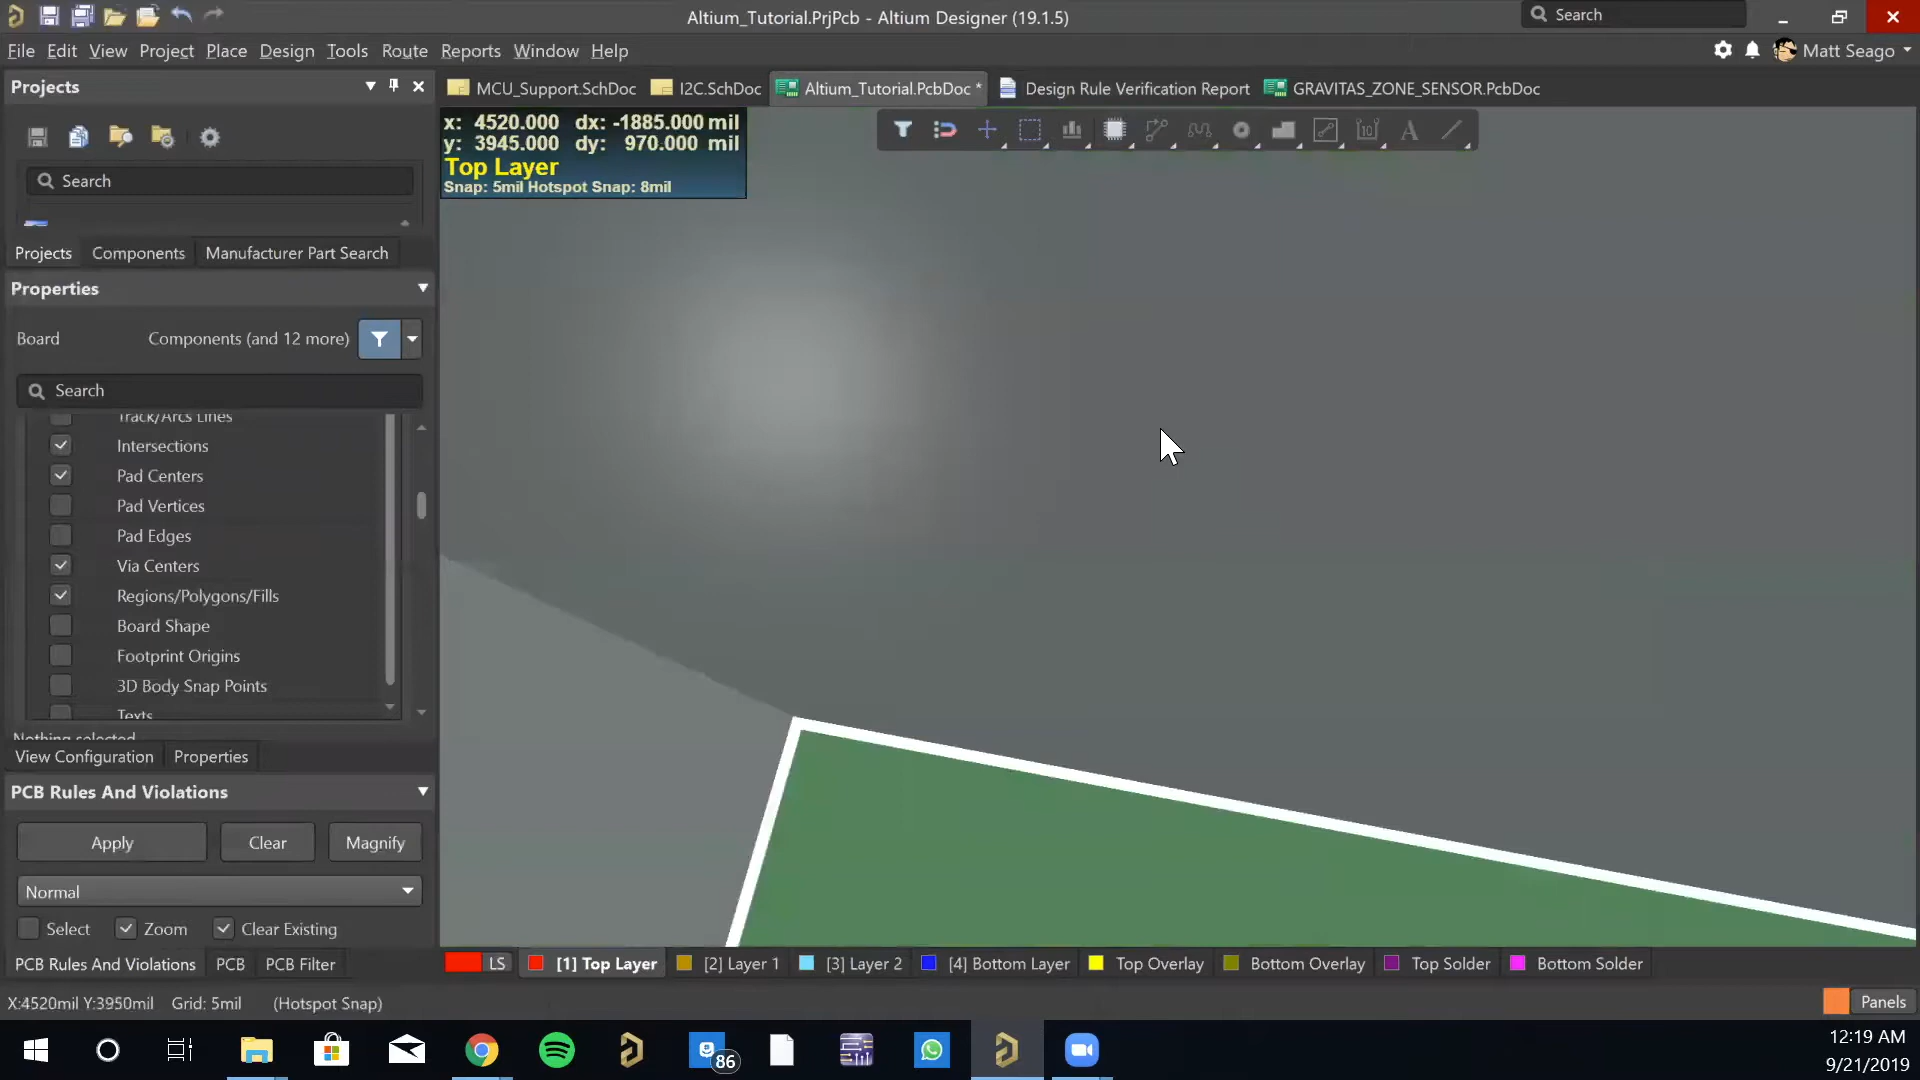 Altium_Tutorial.PrjPcb - Altium Designer (19.1.5)
Search
File Edit View Project Place Design Tools Route Reports Window Help
Matt Seago
Projects
MCU_Support.SchDoc
I2C.SchDoc
Altium_Tutorial.PcbDoc *
Design Rule Verification Report
GRAVITAS_ZONE_SENSOR.PcbDoc
x: 4520.000 dx: -1885.000 mil
y: 3945.000 dy: 970.000 mil
Top Layer
Snap: 5mil Hotspot Snap: 8mil
Search
Projects Components Manufacturer Part Search
Properties
Board Components (and 12 more)
Search
Track/Arcs Lines
Intersections
Pad Centers
Pad Vertices
Pad Edges
Via Centers
Regions/Polygons/Fills
Board Shape
Footprint Origins
3D Body Snap Points
Texts
Nothing selected
View Configuration Properties
PCB Rules And Violations
Apply Clear Magnify
Normal
Select Zoom Clear Existing
PCB Rules And Violations PCB PCB Filter
LS [1] Top Layer [2] Layer 1 [3] Layer 2 [4] Bottom Layer Top Overlay Bottom Overlay Top Solder Bottom Solder
X:4520mil Y:3950mil Grid: 5mil (Hotspot Snap)
Panels
86
12:19 AM
9/21/2019